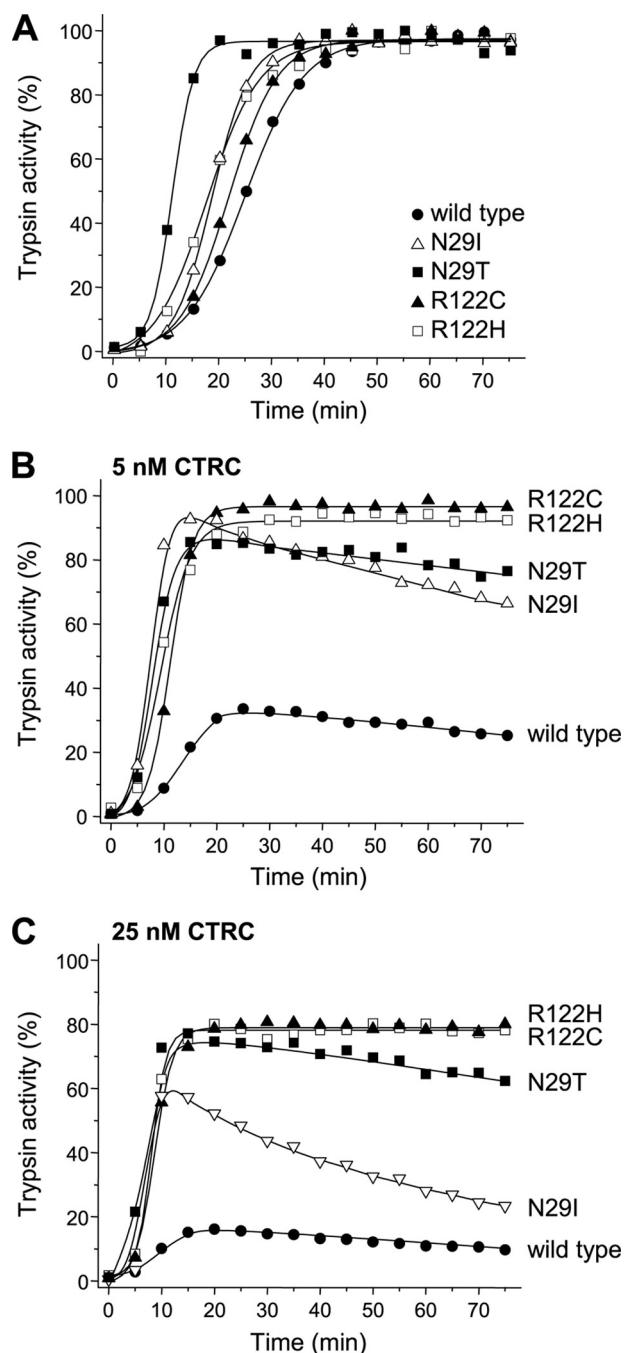 A
100
80
60
40
20
0
Trypsin activity (%)
wild type
N29I
N29T
R122C
R122H
0 10 20 30 40 50 60 70
Time (min)
B 5 nM CTRC
100
80
60
40
20
0
Trypsin activity (%)
R122C
R122H
N29T
N29I
wild type
0 10 20 30 40 50 60 70
Time (min)
C 25 nM CTRC
100
80
60
40
20
0
Trypsin activity (%)
R122H
R122C
N29T
N29I
wild type
0 10 20 30 40 50 60 70
Time (min)